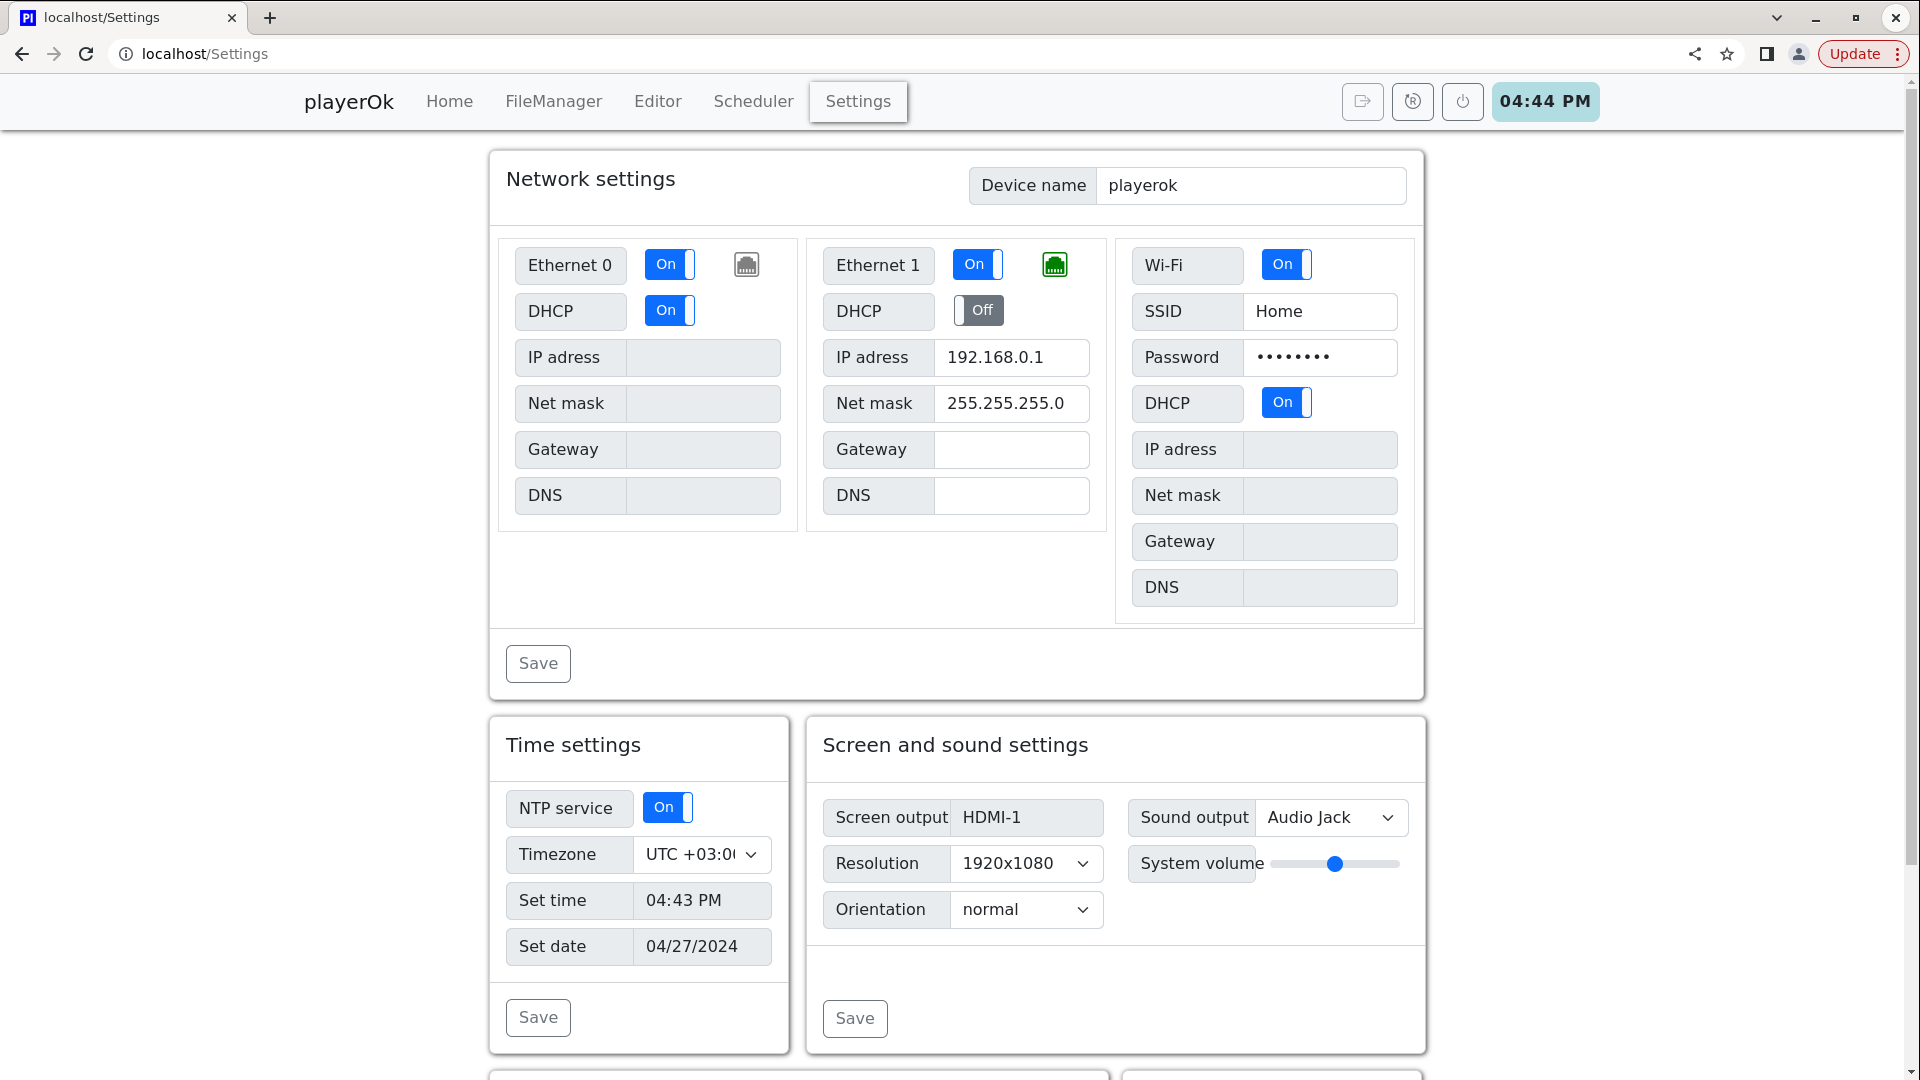 localhost/Settings
localhost/Settings
Update
playerOk Home FileManager Editor Scheduler Settings 04:44 PM
Network settings
Device name playerok
Ethernet 0 On
DHCP On
IP adress
Net mask
Gateway
DNS
Ethernet 1 On
DHCP Off
IP adress 192.168.0.1
Net mask 255.255.255.0
Gateway
DNS
Wi-Fi On
SSID Home
Password ••••••••
DHCP On
IP adress
Net mask
Gateway
DNS
Save
Time settings
NTP service On
Timezone UTC +03:0
Set time 04:43 PM
Set date 04/27/2024
Save
Screen and sound settings
Screen output HDMI-1
Resolution 1920x1080
Orientation normal
Sound output Audio Jack
System volume
Save